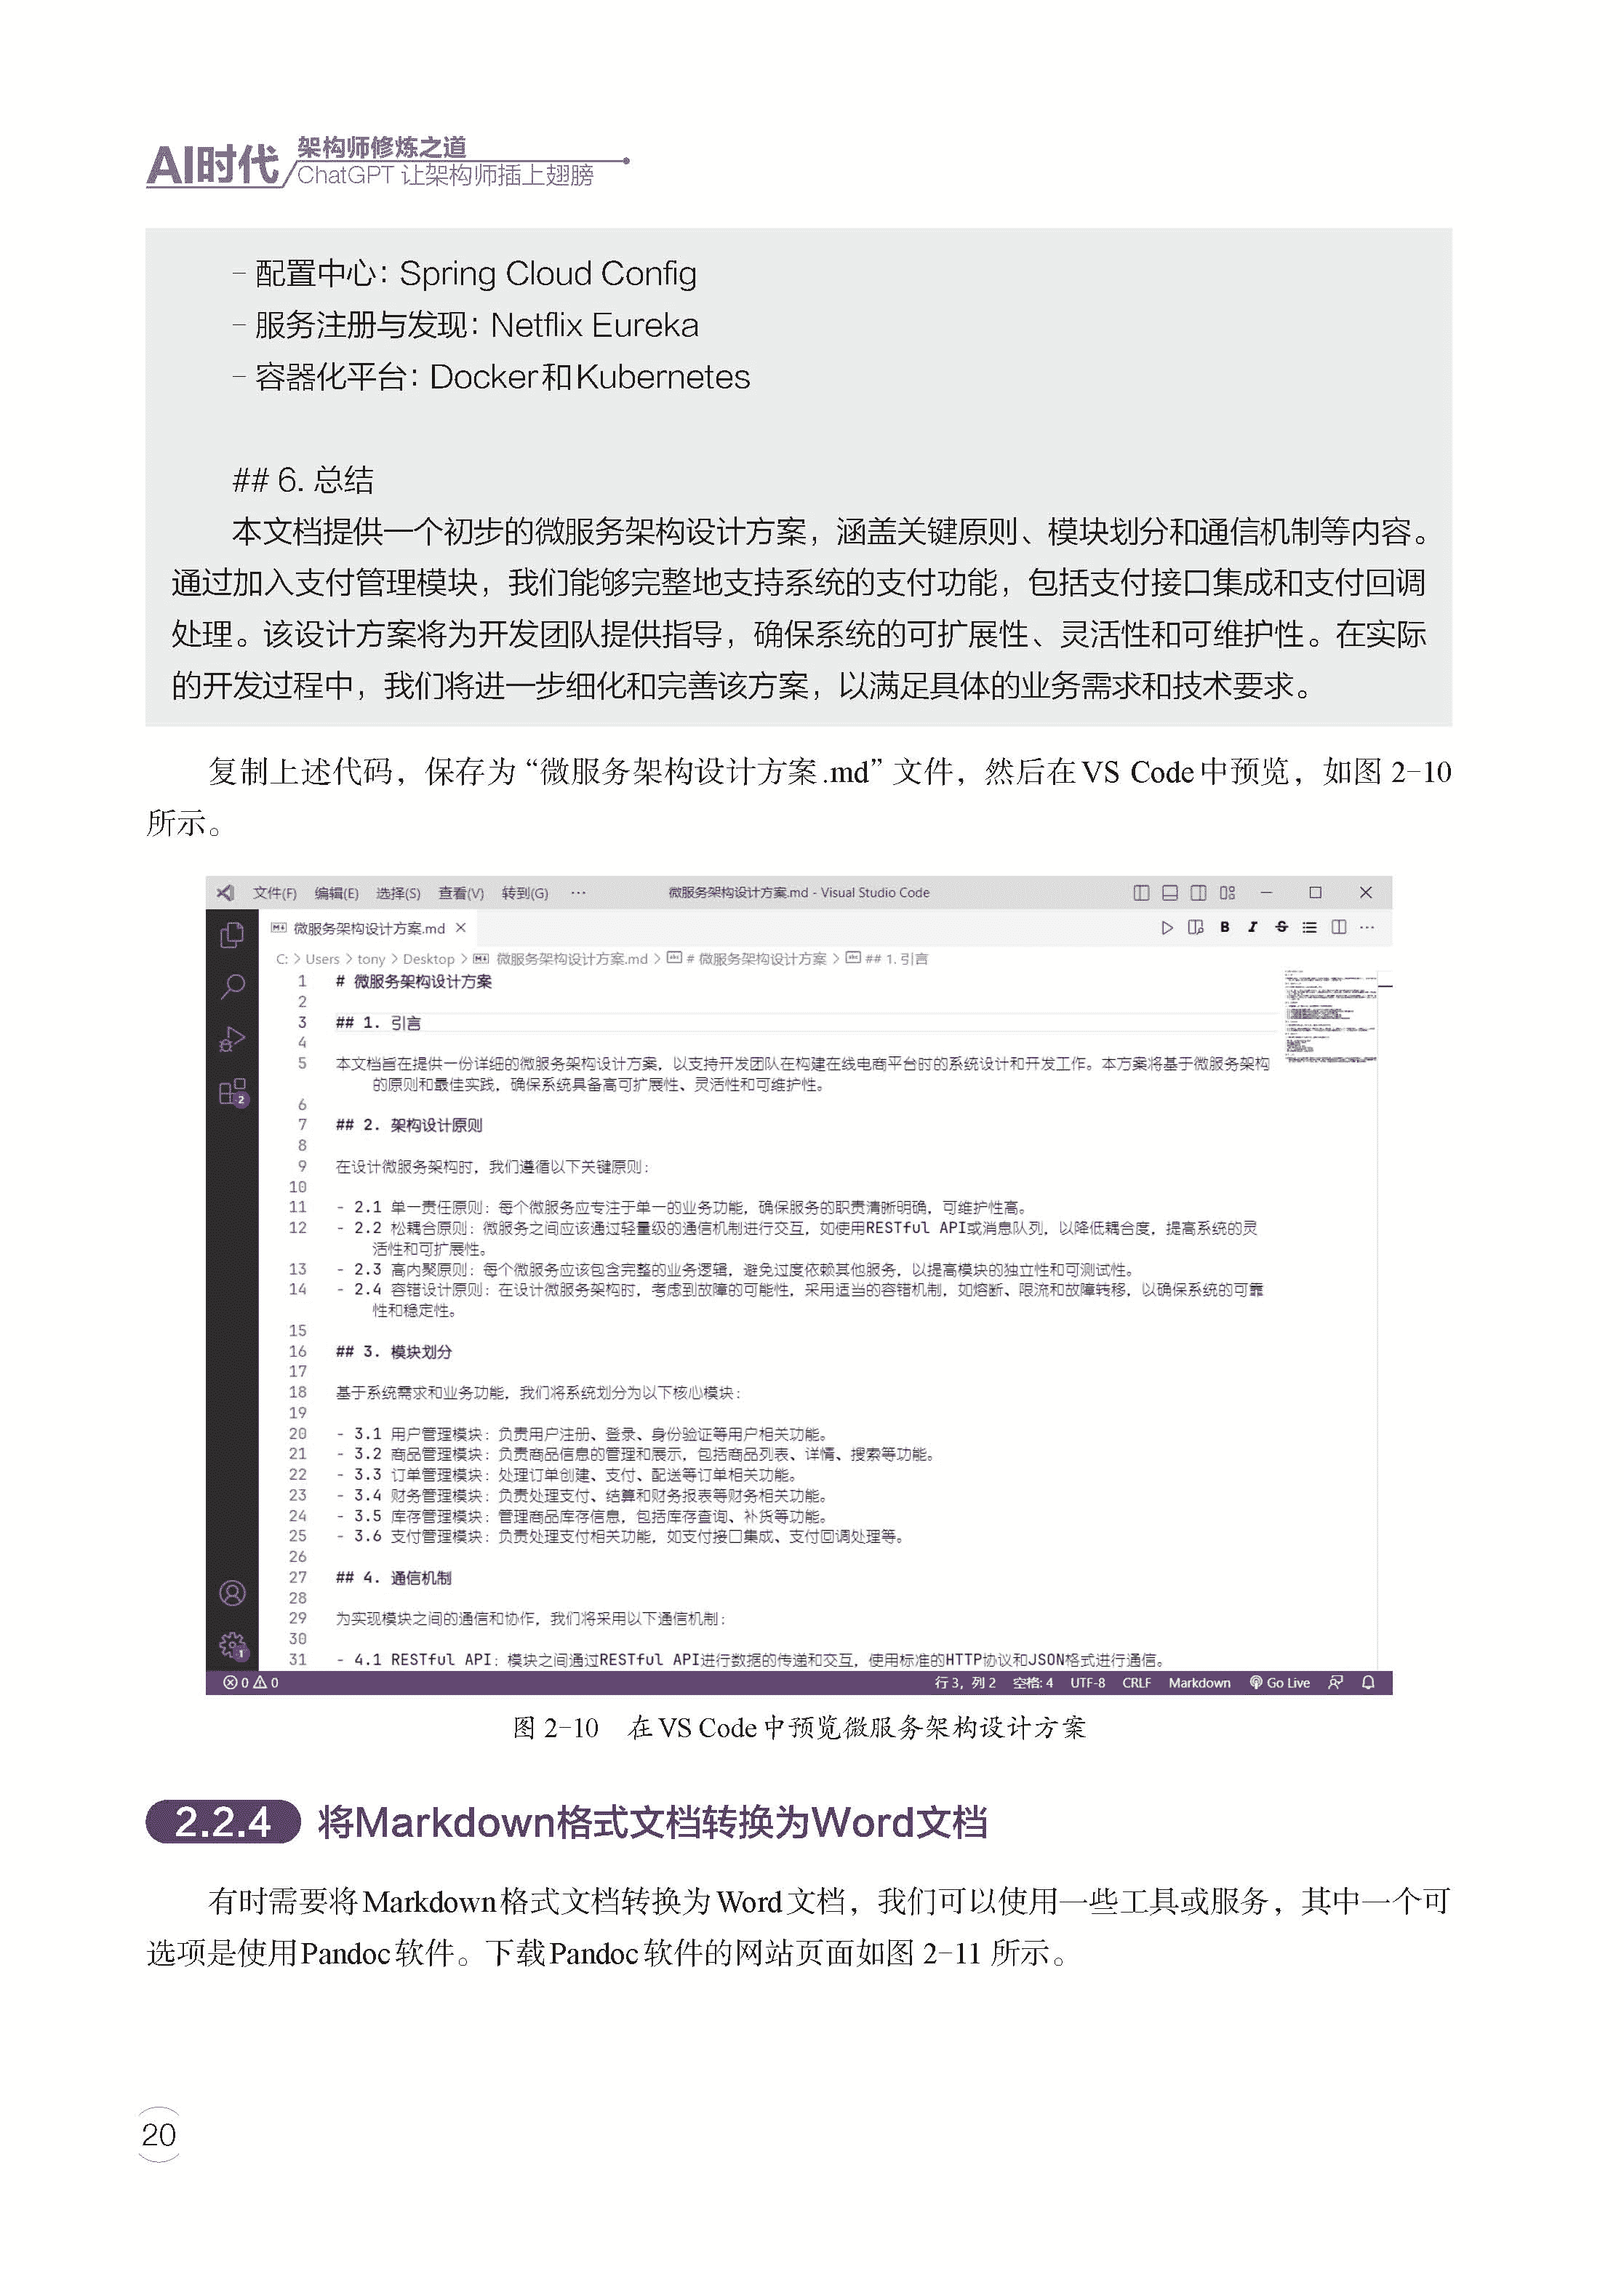 AI时代
架构师修炼之道
ChatGPT 让架构师插上翅膀
- 配置中心：Spring Cloud Config
- 服务注册与发现：Netflix Eureka
- 容器化平台：Docker和Kubernetes
## 6. 总结
本文档提供一个初步的微服务架构设计方案，涵盖关键原则、模块划分和通信机制等内容。
通过加入支付管理模块，我们能够完整地支持系统的支付功能，包括支付接口集成和支付回调
处理。该设计方案将为开发团队提供指导，确保系统的可扩展性、灵活性和可维护性。在实际
的开发过程中，我们将进一步细化和完善该方案，以满足具体的业务需求和技术要求。
复制上述代码，保存为“微服务架构设计方案.md”文件，然后在VS Code中预览，如图 2-10
所示。
文件(F) 编辑(E) 选择(S) 查看(V) 转到(G) ··· 微服务架构设计方案.md - Visual Studio Code
微服务架构设计方案.md
C: > Users > tony > Desktop > 微服务架构设计方案.md > # 微服务架构设计方案 > ## 1. 引言
1 # 微服务架构设计方案
2
3 ## 1. 引言
4
5 本文档旨在提供一份详细的微服务架构设计方案，以支持开发团队在构建在线电商平台时的系统设计和开发工作。本方案将基于微服务架构
的原则和最佳实践，确保系统具备高可扩展性、灵活性和可维护性。
6
7 ## 2. 架构设计原则
8
9 在设计微服务架构时，我们遵循以下关键原则：
10
11 - 2.1 单一责任原则：每个微服务应专注于单一的业务功能，确保服务的职责清晰明确，可维护性高。
12 - 2.2 松耦合原则：微服务之间应该通过轻量级的通信机制进行交互，如使用RESTful API或消息队列，以降低耦合度，提高系统的灵
活性和可扩展性。
13 - 2.3 高内聚原则：每个微服务应该包含完整的业务逻辑，避免过度依赖其他服务，以提高模块的独立性和可测试性。
14 - 2.4 容错设计原则：在设计微服务架构时，考虑到故障的可能性，采用适当的容错机制，如熔断、限流和故障转移，以确保系统的可靠
性和稳定性。
15
16 ## 3. 模块划分
17
18 基于系统需求和业务功能，我们将系统划分为以下核心模块：
19
20 - 3.1 用户管理模块：负责用户注册、登录、身份验证等用户相关功能。
21 - 3.2 商品管理模块：负责商品信息的管理和展示，包括商品列表、详情、搜索等功能。
22 - 3.3 订单管理模块：处理订单创建、支付、配送等订单相关功能。
23 - 3.4 财务管理模块：负责处理支付、结算和财务报表等财务相关功能。
24 - 3.5 库存管理模块：管理商品库存信息，包括库存查询、补货等功能。
25 - 3.6 支付管理模块：负责处理支付相关功能，如支付接口集成、支付回调处理等。
26
27 ## 4. 通信机制
28
29 为实现模块之间的通信和协作，我们将采用以下通信机制：
30
31 - 4.1 RESTful API：模块之间通过RESTful API进行数据的传递和交互，使用标准的HTTP协议和JSON格式进行通信。
2
1
0 0 行 3，列 2 空格: 4 UTF-8 CRLF Markdown Go Live
图 2-10 在VS Code中预览微服务架构设计方案
2.2.4 将Markdown格式文档转换为Word文档
有时需要将Markdown格式文档转换为Word文档，我们可以使用一些工具或服务，其中一个可
选项是使用Pandoc软件。下载Pandoc软件的网站页面如图 2-11 所示。
20